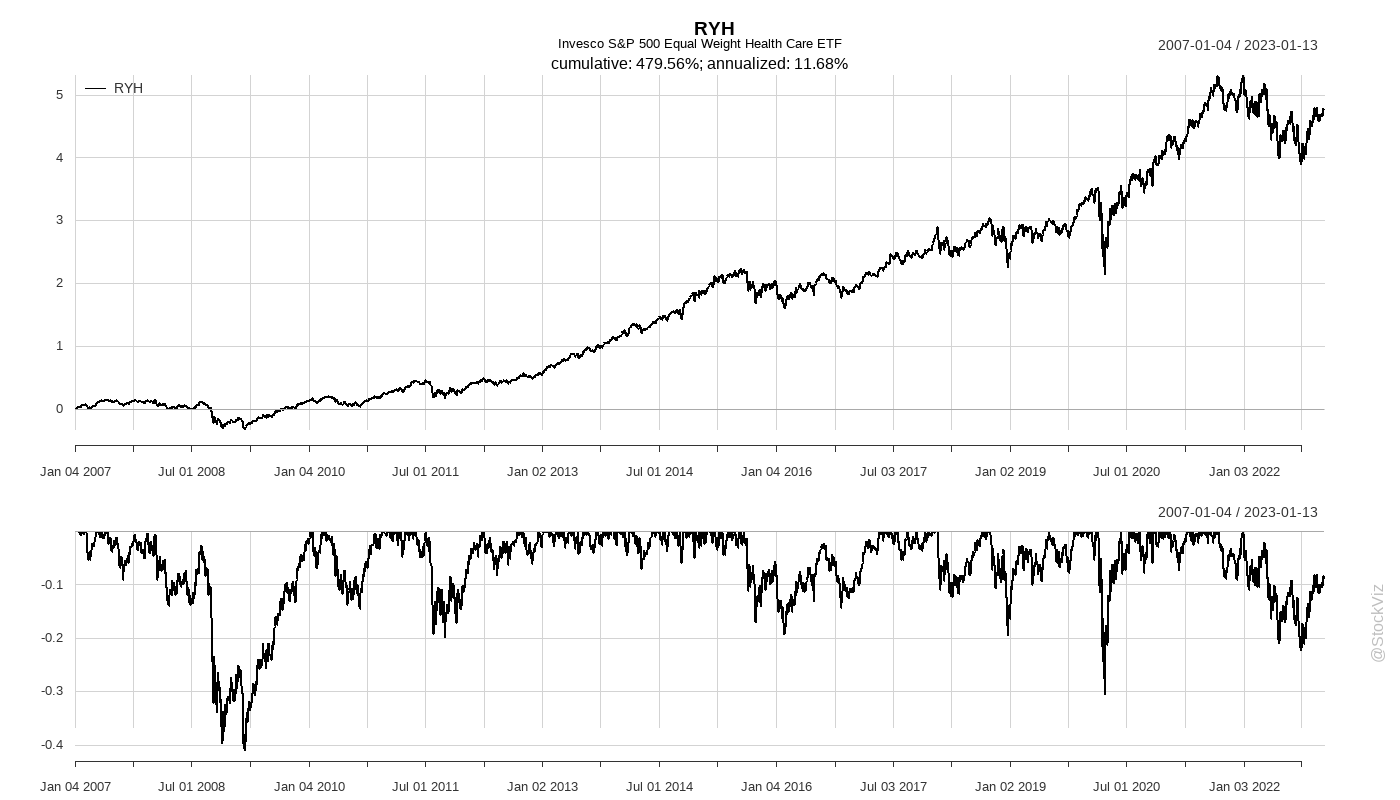 RYH
Invesco S&P 500 Equal Weight Health Care ETF
2007-01-04 / 2023-01-13
cumulative: 479.56%; annualized: 11.68%
RYH
5
4
3
2
1
0
Jan 04 2007 Jul 01 2008 Jan 04 2010 Jul 01 2011 Jan 02 2013 Jul 01 2014 Jan 04 2016 Jul 03 2017 Jan 02 2019 Jul 01 2020 Jan 03 2022
2007-01-04 / 2023-01-13
-0.1
-0.2
-0.3
-0.4
Jan 04 2007 Jul 01 2008 Jan 04 2010 Jul 01 2011 Jan 02 2013 Jul 01 2014 Jan 04 2016 Jul 03 2017 Jan 02 2019 Jul 01 2020 Jan 03 2022
@StockViz